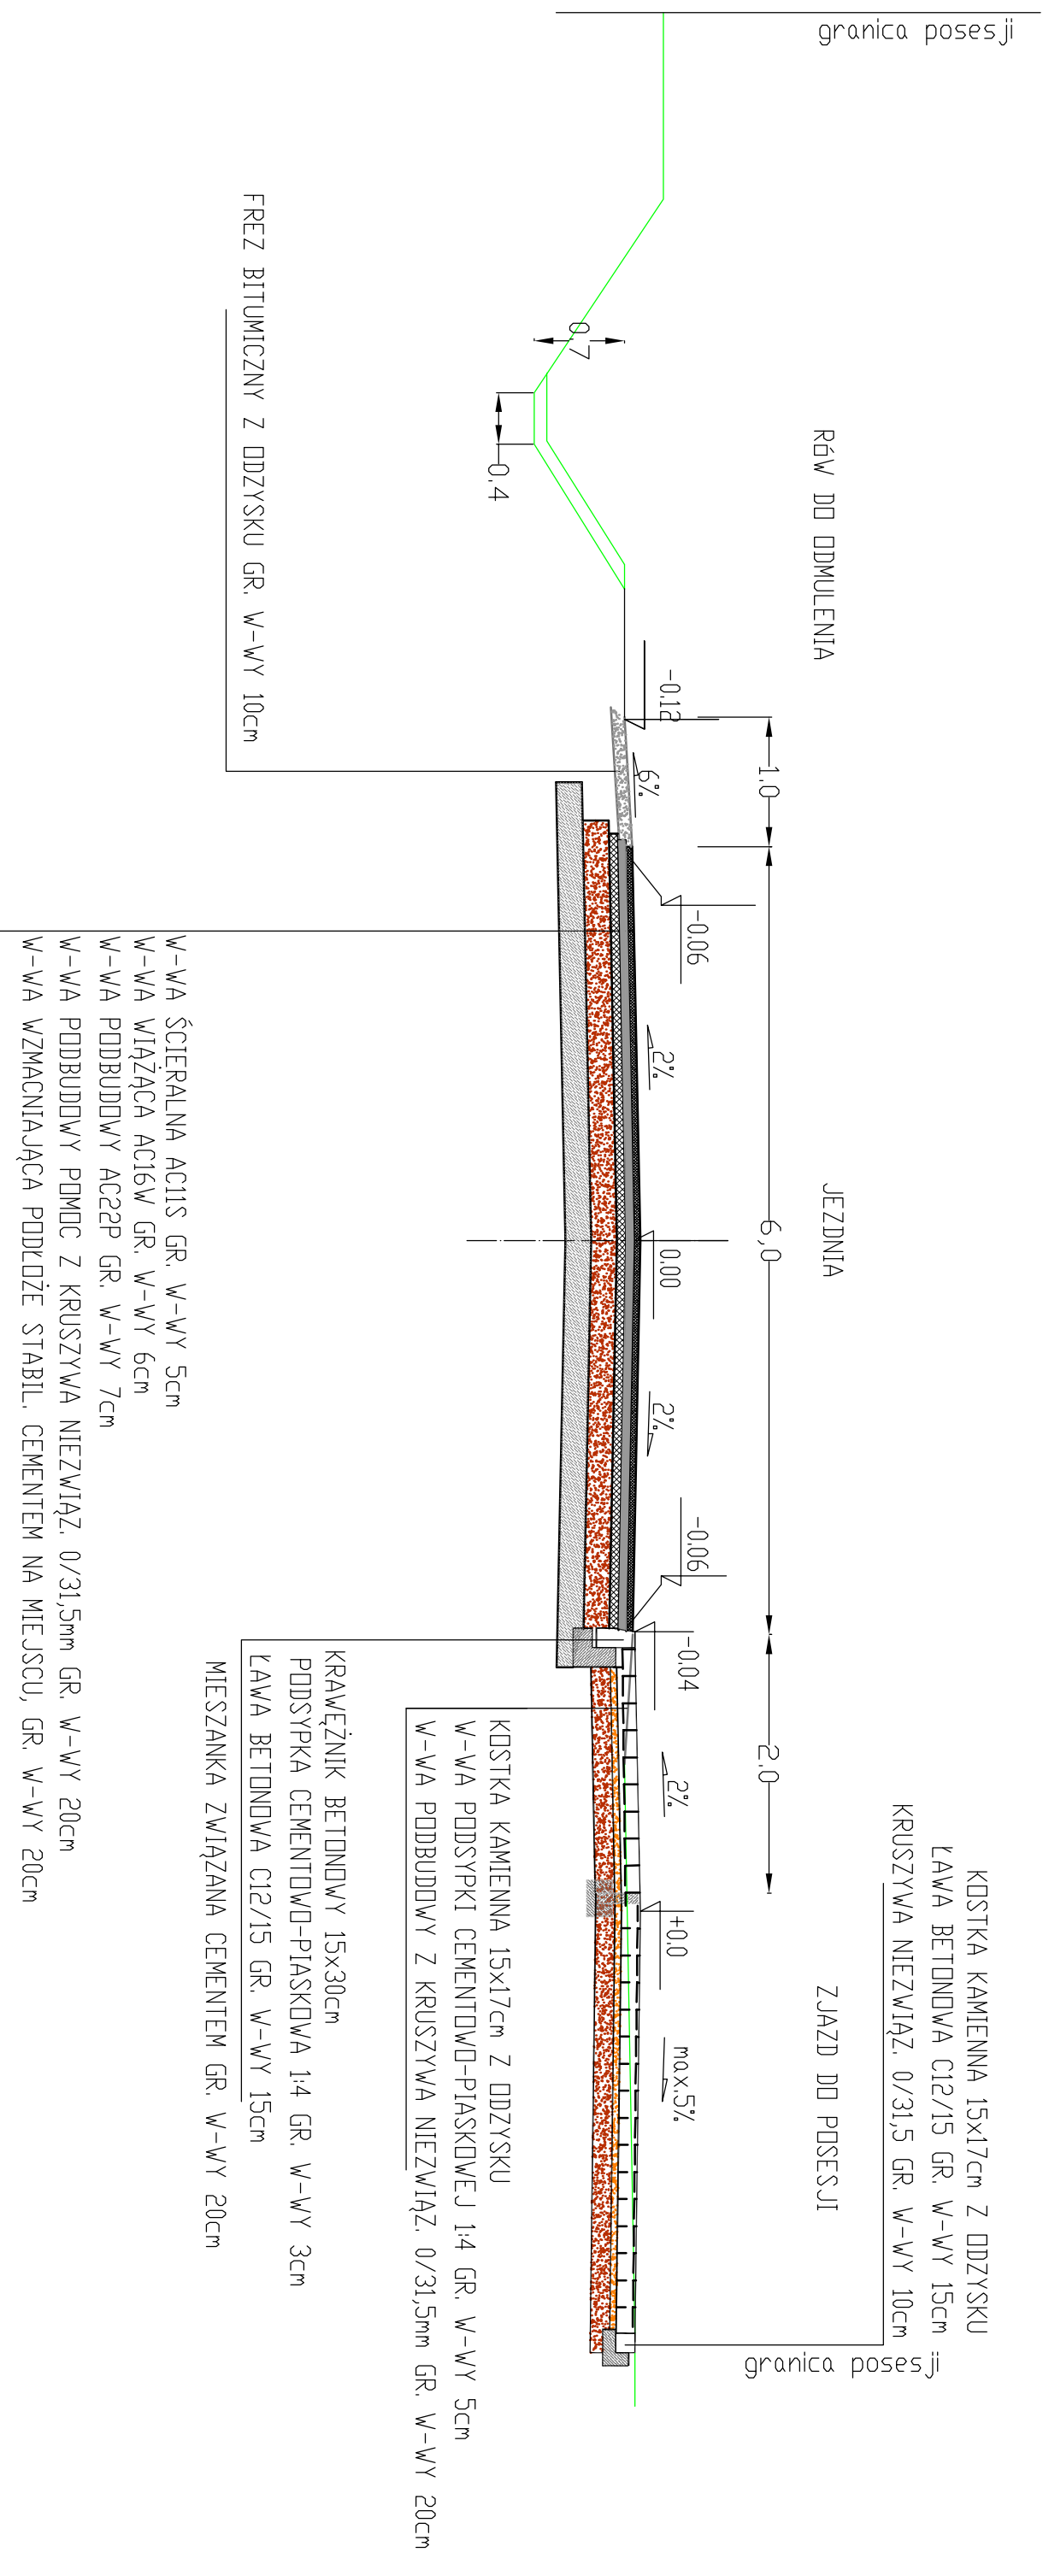 granica posesji
RÓW DO ODMULENIA
JEZDNIA
ZJAZD DO POSESJI
KOSTKA KAMIENNA 15x17cm Z ODZYSKU
ŁAWA BETONOWA C12/15 GR. W-WY 15cm
KRUSZYWA NIEZWIĄZ. 0/31,5 GR. W-WY 10cm
granica posesji
1.0
6,0
2.0
-0.12
6%
-0.06
2%
0.00
2%
-0.06
-0.04
2%
+0.0
max.5%
0.7
0.4
FREZ BITUMICZNY Z ODZYSKU GR. W-WY 10cm
KOSTKA KAMIENNA 15x17cm Z ODZYSKU
W-WA PODSYPKI CEMENTOWO-PIASKOWEJ 1:4 GR. W-WY 5cm
W-WA PODBUDOWY Z KRUSZYWA NIEZWIĄZ. 0/31,5mm GR. W-WY 20cm
KRAWĘŻNIK BETONOWY 15x30cm
PODSYPKA CEMENTOWO-PIASKOWA 1:4 GR. W-WY 3cm
ŁAWA BETONOWA C12/15 GR. W-WY 15cm
MIESZANKA ZWIĄZANA CEMENTEM GR. W-WY 20cm
W-WA ŚCIERALNA AC11S GR. W-WY 5cm
W-WA WIĄŻĄCA AC16W GR. W-WY 6cm
W-WA PODBUDOWY AC22P GR. W-WY 7cm
W-WA PODBUDOWY POMOC Z KRUSZYWA NIEZWIĄZ. 0/31,5mm GR. W-WY 20cm
W-WA WZMACNIAJĄCA PODŁOŻE STABIL. CEMENTEM NA MIEJSCU, GR. W-WY 20cm